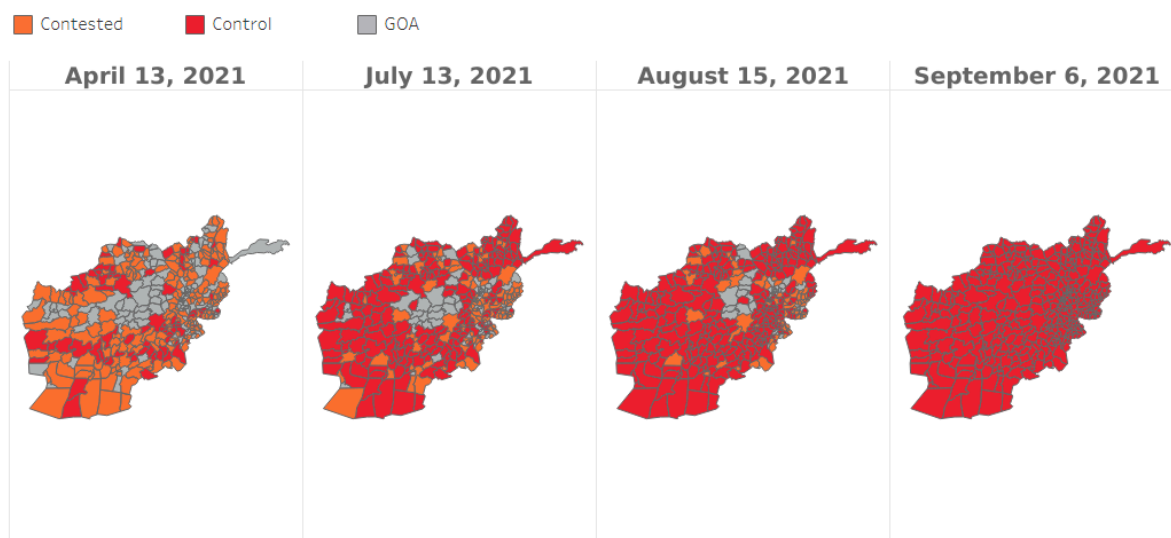 Contested Control GOA
April 13, 2021 July 13, 2021 August 15, 2021 September 6, 2021